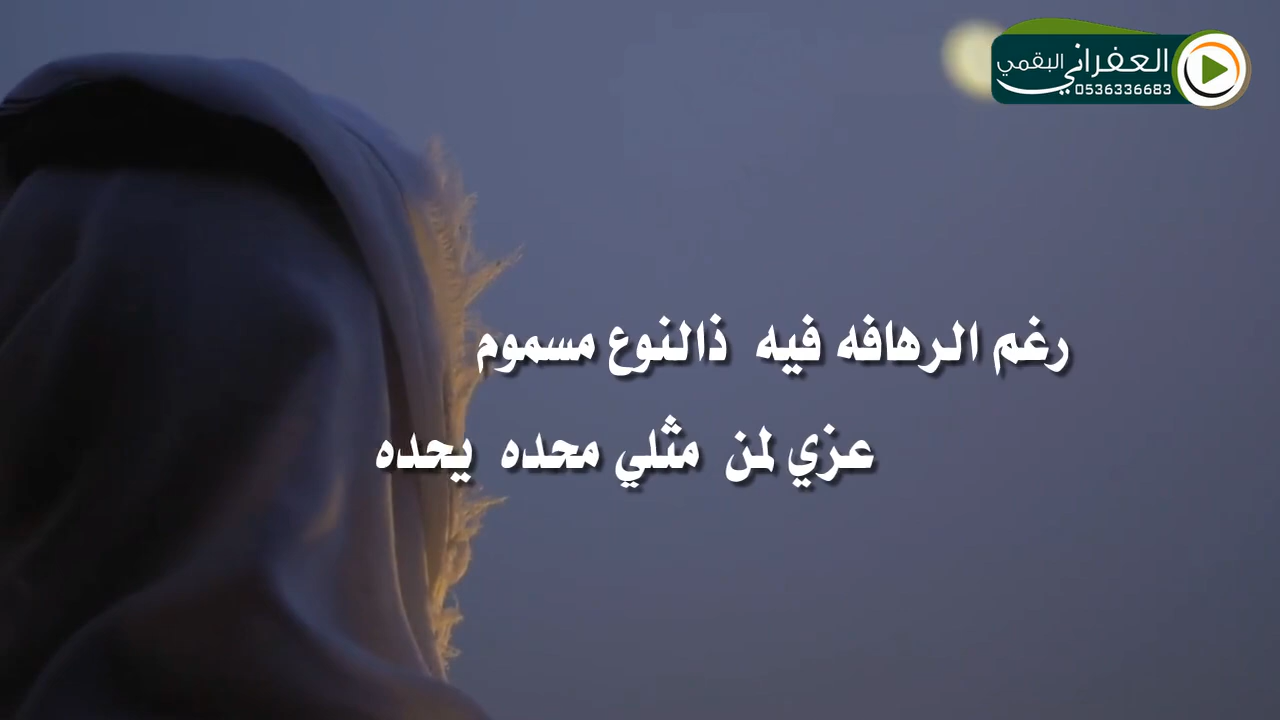 العفراني البقمي
0536336683
رغم الرهافه فيه ذالنوع مسموم
عزي لمن مثلي محده يحده